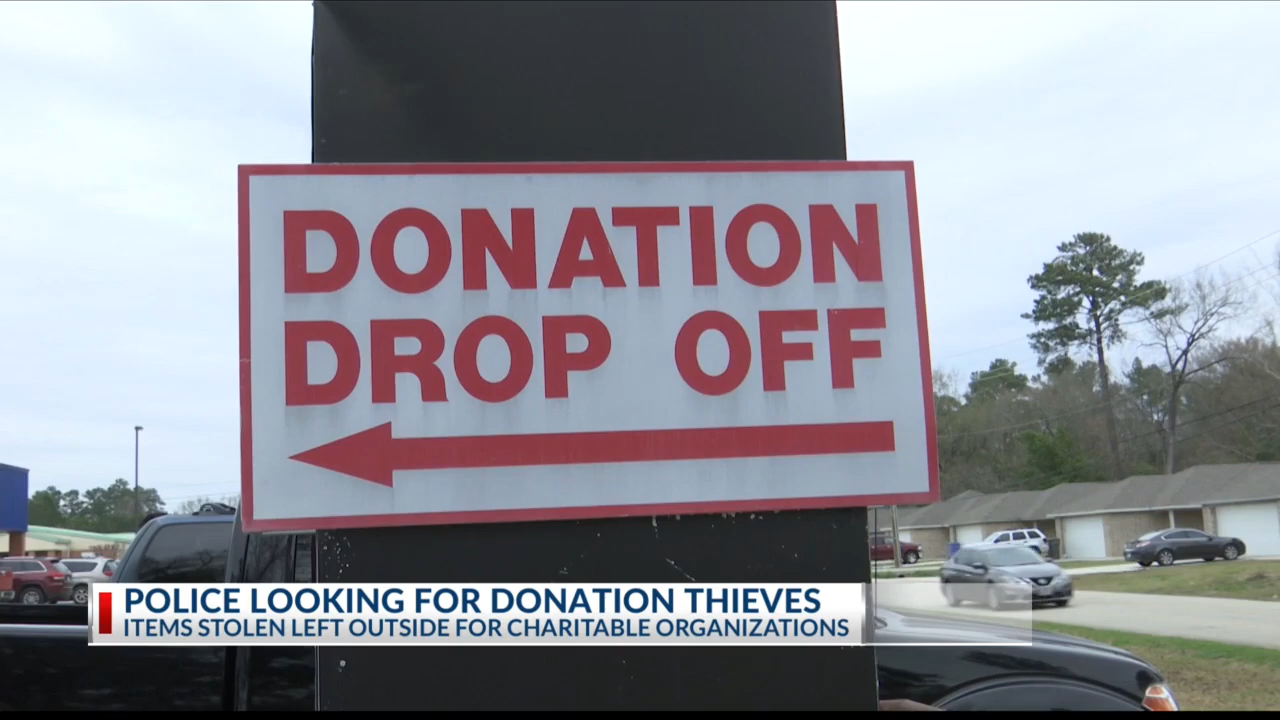 DONATION
DROP OFF
POLICE LOOKING FOR DONATION THIEVES
ITEMS STOLEN LEFT OUTSIDE FOR CHARITABLE ORGANIZATIONS